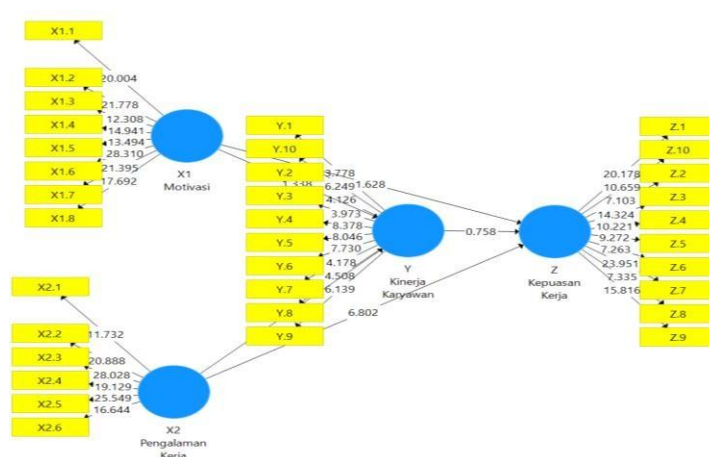 X1.1
X1.2
X1.3
X1.4
X1.5
X1.6
X1.7
X1.8
20.004
21.778
12.308
14.941
13.494
28.310
21.395
17.692
X1
Motivasi
X2.1
X2.2
X2.3
X2.4
X2.5
X2.6
11.732
20.888
28.028
19.129
25.549
16.644
X2
Pengalaman
Kerja
Y.1
Y.10
Y.2
Y.3
Y.4
Y.5
Y.6
Y.7
Y.8
Y.9
3.778
6.249
4.126
3.973
8.378
8.046
7.730
4.178
4.508
6.139
1.338
1.628
6.802
Y
Kinerja
Karyawan
0.758
Z
Kepuasan
Kerja
20.178
10.659
7.103
14.324
10.221
9.272
7.263
23.951
7.335
15.816
Z.1
Z.10
Z.2
Z.3
Z.4
Z.5
Z.6
Z.7
Z.8
Z.9